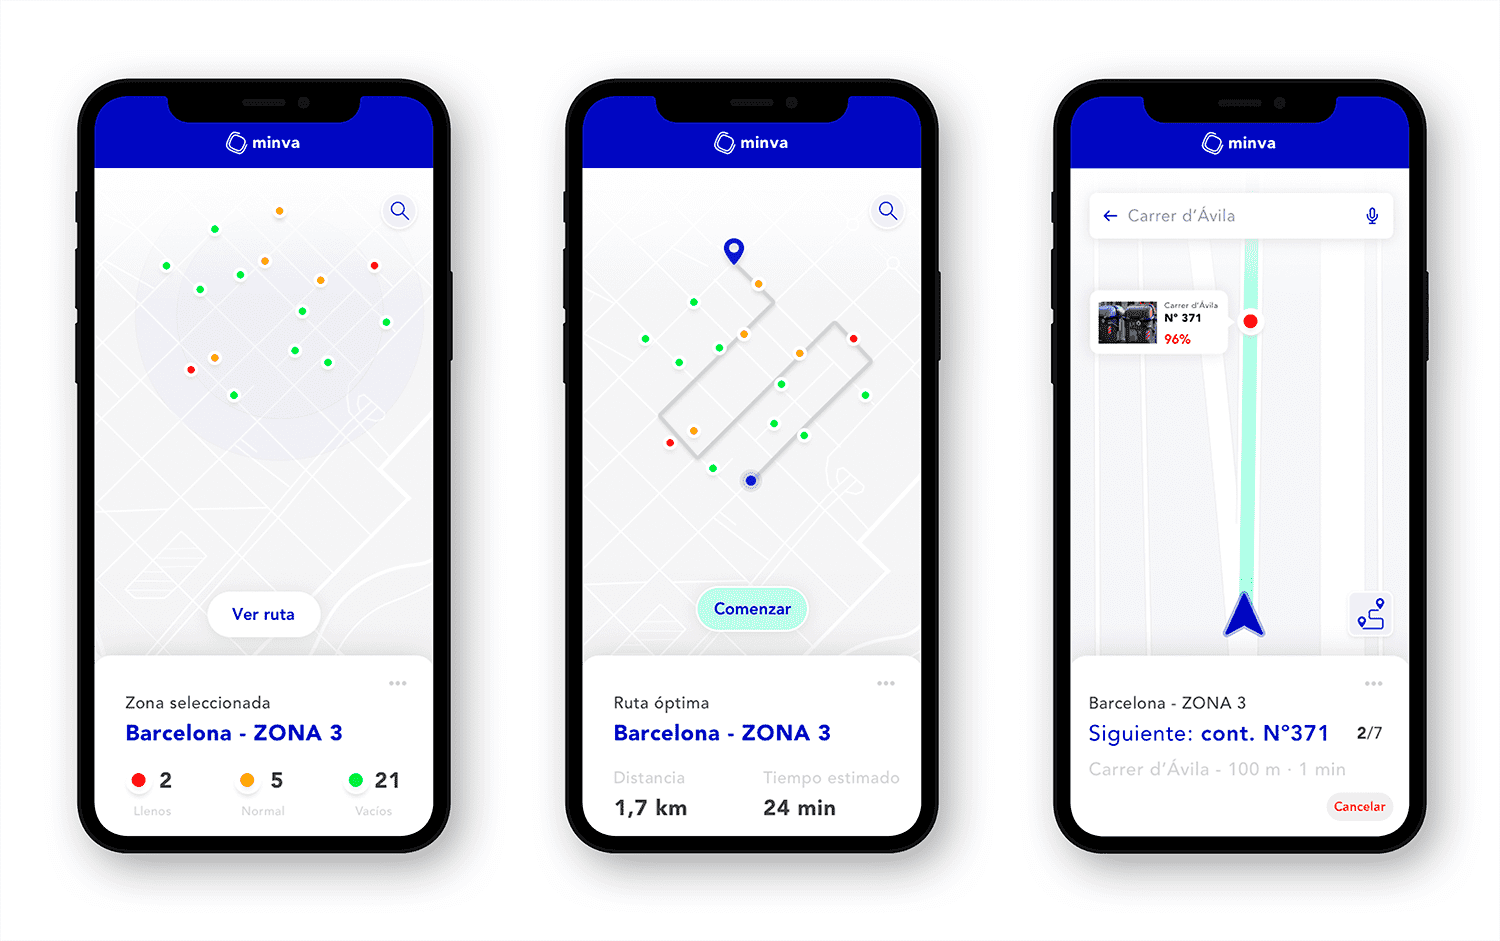 minva
Ver ruta
Zona seleccionada
Barcelona - ZONA 3
2 5 21
Llenos Normal Vacíos
minva
Comenzar
Ruta óptima
Barcelona - ZONA 3
Distancia Tiempo estimado
1,7 km 24 min
minva
Carrer d’Ávila
Carrer d’Ávila
Nº 371
96%
Barcelona - ZONA 3
Siguiente: cont. Nº371 2/7
Carrer d’Ávila - 100 m · 1 min
Cancelar